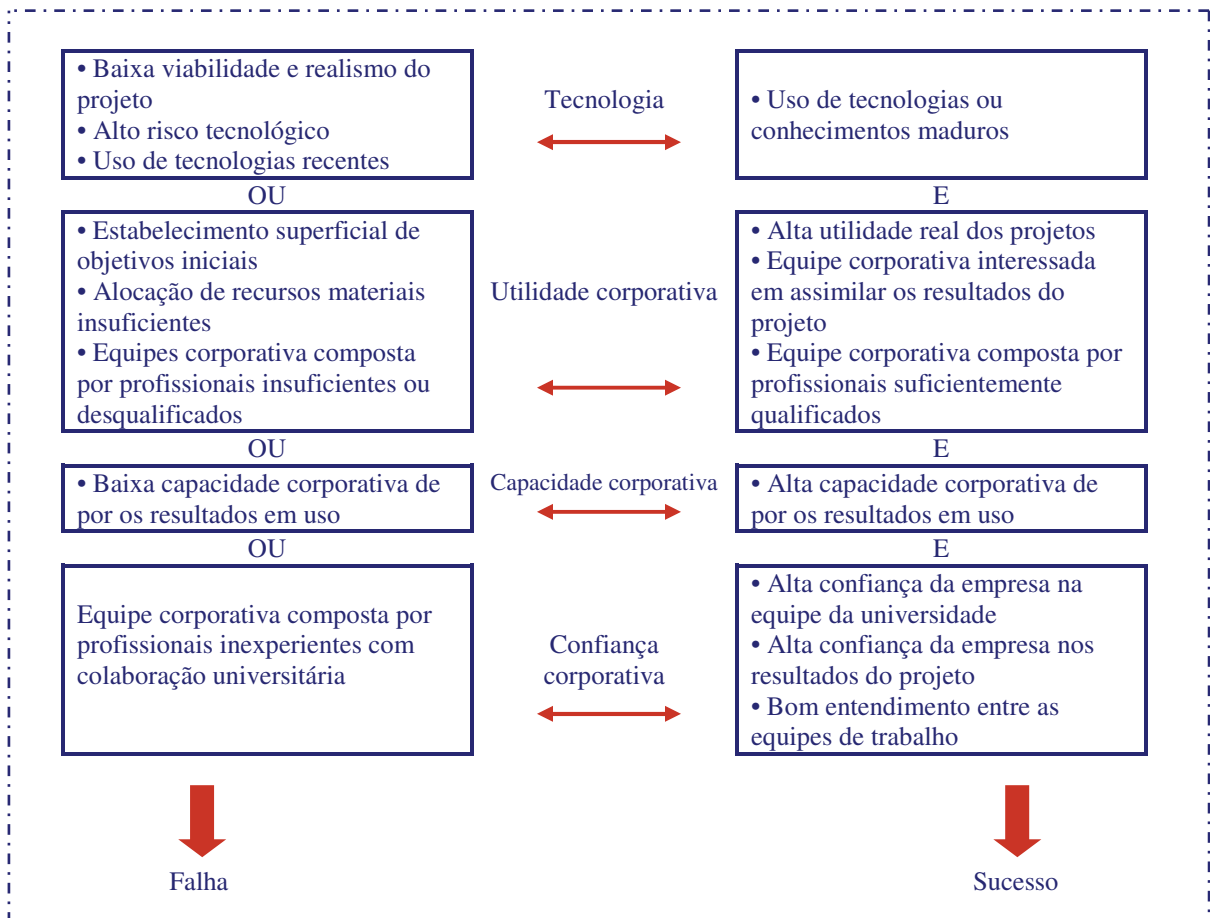 • Baixa viabilidade e realismo do
projeto
• Alto risco tecnológico
• Uso de tecnologias recentes
Tecnologia
• Uso de tecnologias ou
conhecimentos maduros
OU
E
• Estabelecimento superficial de
objetivos iniciais
• Alocação de recursos materiais
insuficientes
• Equipes corporativa composta
por profissionais insuficientes ou
desqualificados
Utilidade corporativa
• Alta utilidade real dos projetos
• Equipe corporativa interessada
em assimilar os resultados do
projeto
• Equipe corporativa composta por
profissionais suficientemente
qualificados
OU
E
• Baixa capacidade corporativa de
por os resultados em uso
Capacidade corporativa
• Alta capacidade corporativa de
por os resultados em uso
OU
E
Equipe corporativa composta por
profissionais inexperientes com
colaboração universitária
Confiança
corporativa
• Alta confiança da empresa na
equipe da universidade
• Alta confiança da empresa nos
resultados do projeto
• Bom entendimento entre as
equipes de trabalho
Falha
Sucesso